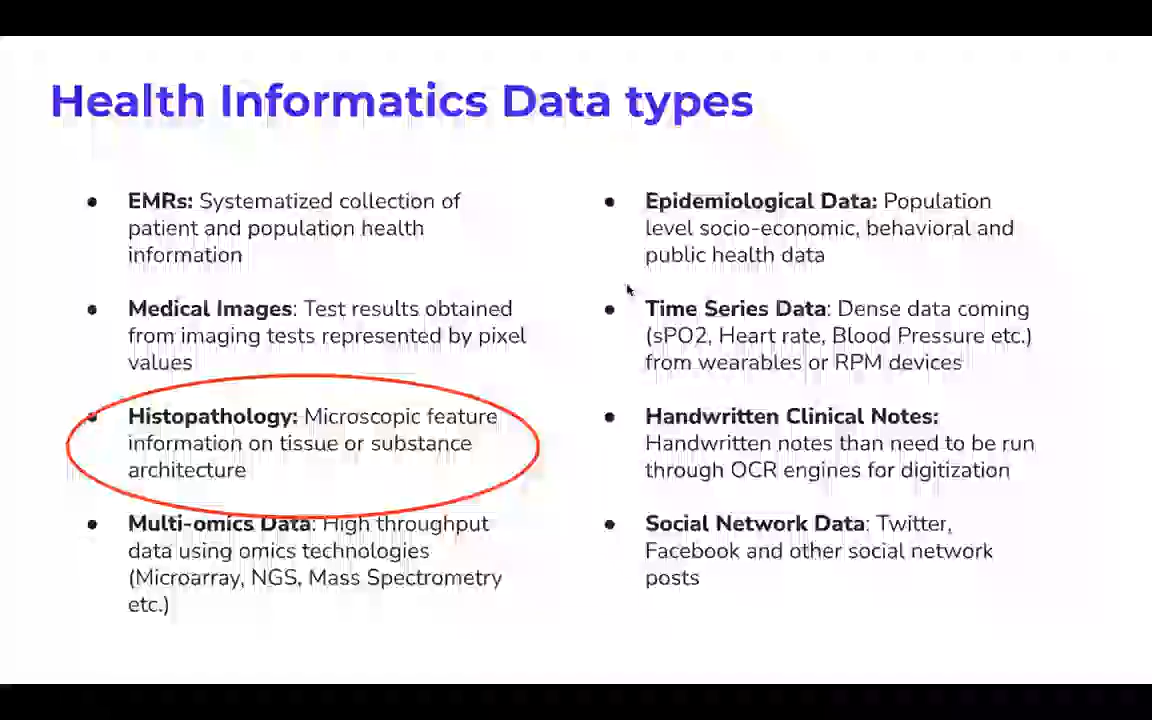 Health Informatics Data types
● EMRs: Systematized collection of
patient and population health
information
● Medical Images: Test results obtained
from imaging tests represented by pixel
values
● Histopathology: Microscopic feature
information on tissue or substance
architecture
● Multi-omics Data: High throughput
data using omics technologies
(Microarray, NGS, Mass Spectrometry
etc.)
● Epidemiological Data: Population
level socio-economic, behavioral and
public health data
● Time Series Data: Dense data coming
(sPO2, Heart rate, Blood Pressure etc.)
from wearables or RPM devices
● Handwritten Clinical Notes:
Handwritten notes than need to be run
through OCR engines for digitization
● Social Network Data: Twitter,
Facebook and other social network
posts